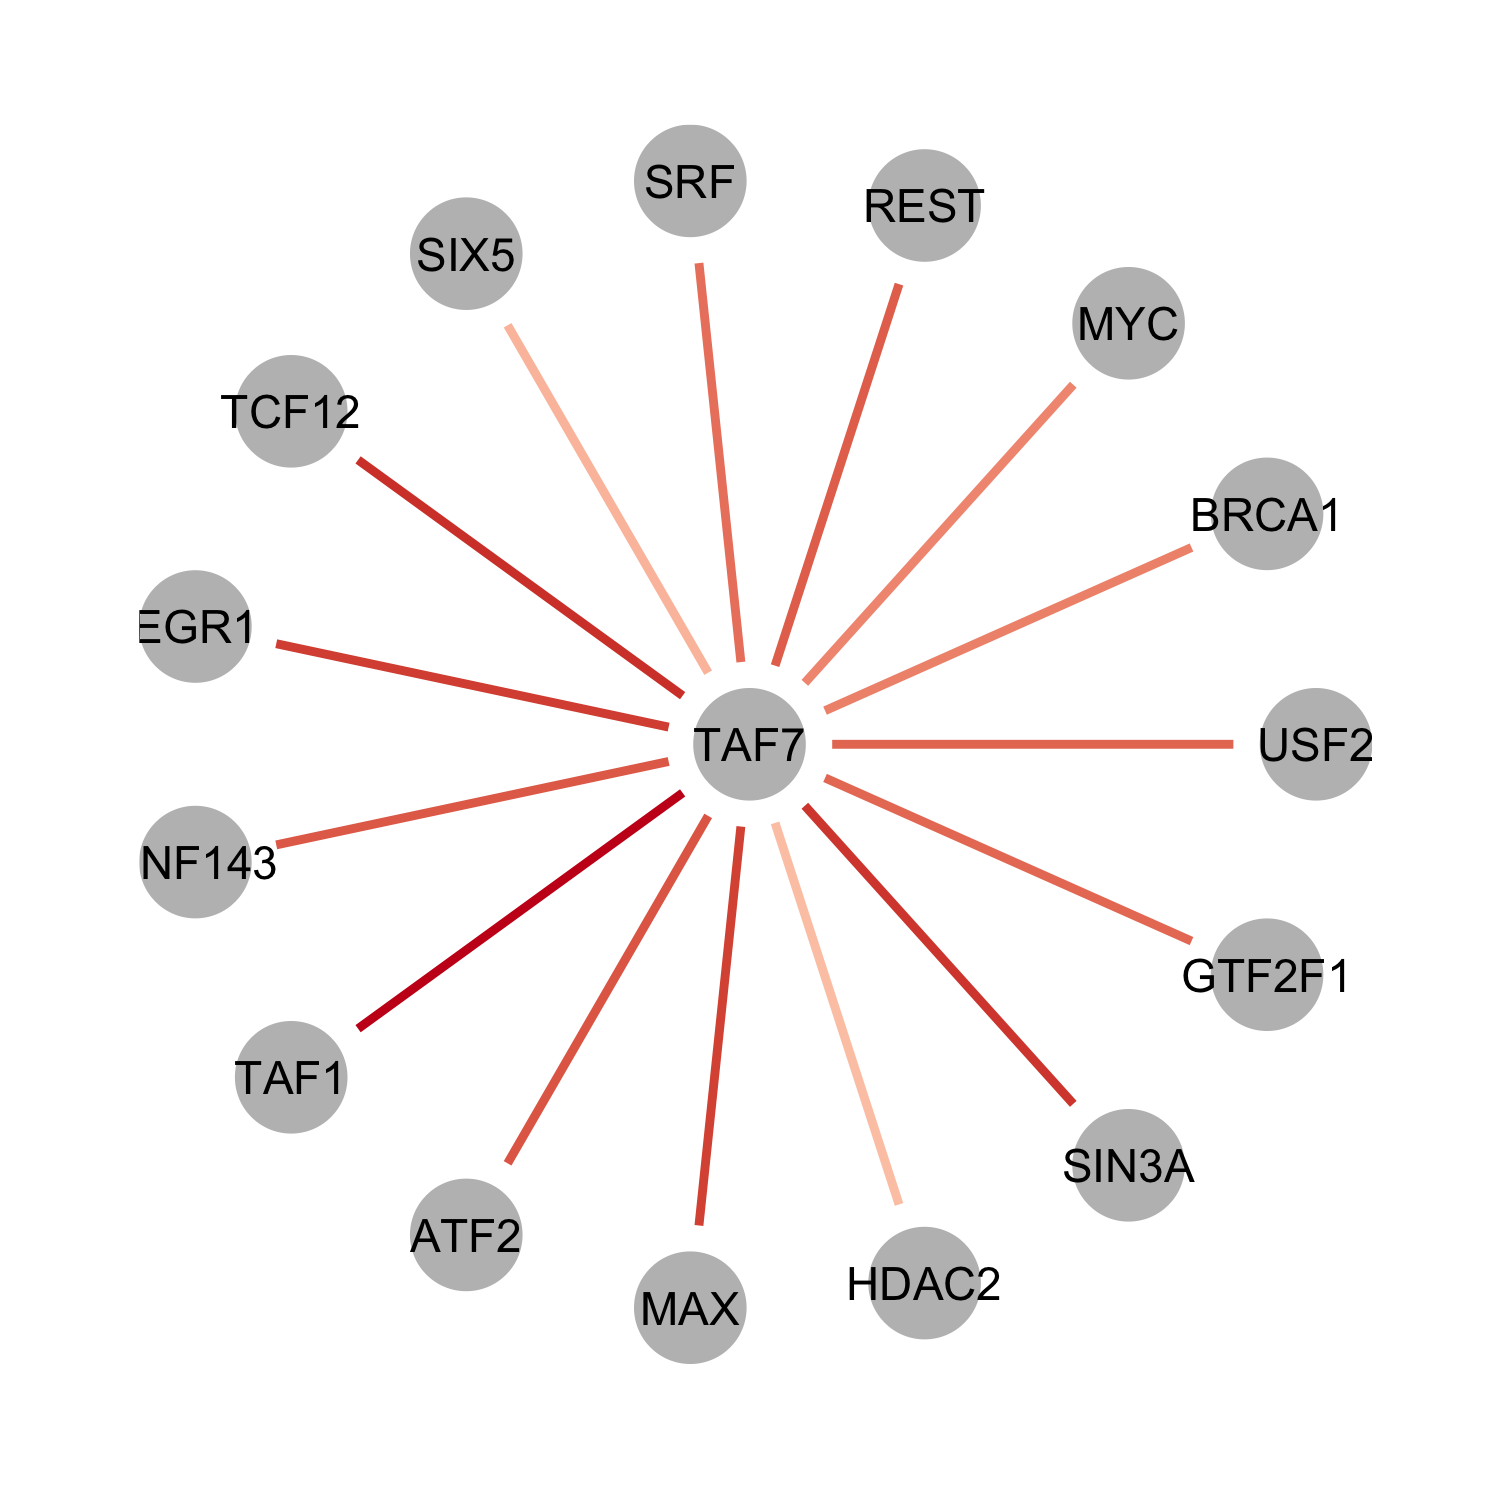 SRF
REST
SIX5
MYC
TCF12
BRCA1
EGR1
TAF7
USF2
NF143
GTF2F1
TAF1
SIN3A
ATF2
HDAC2
MAX